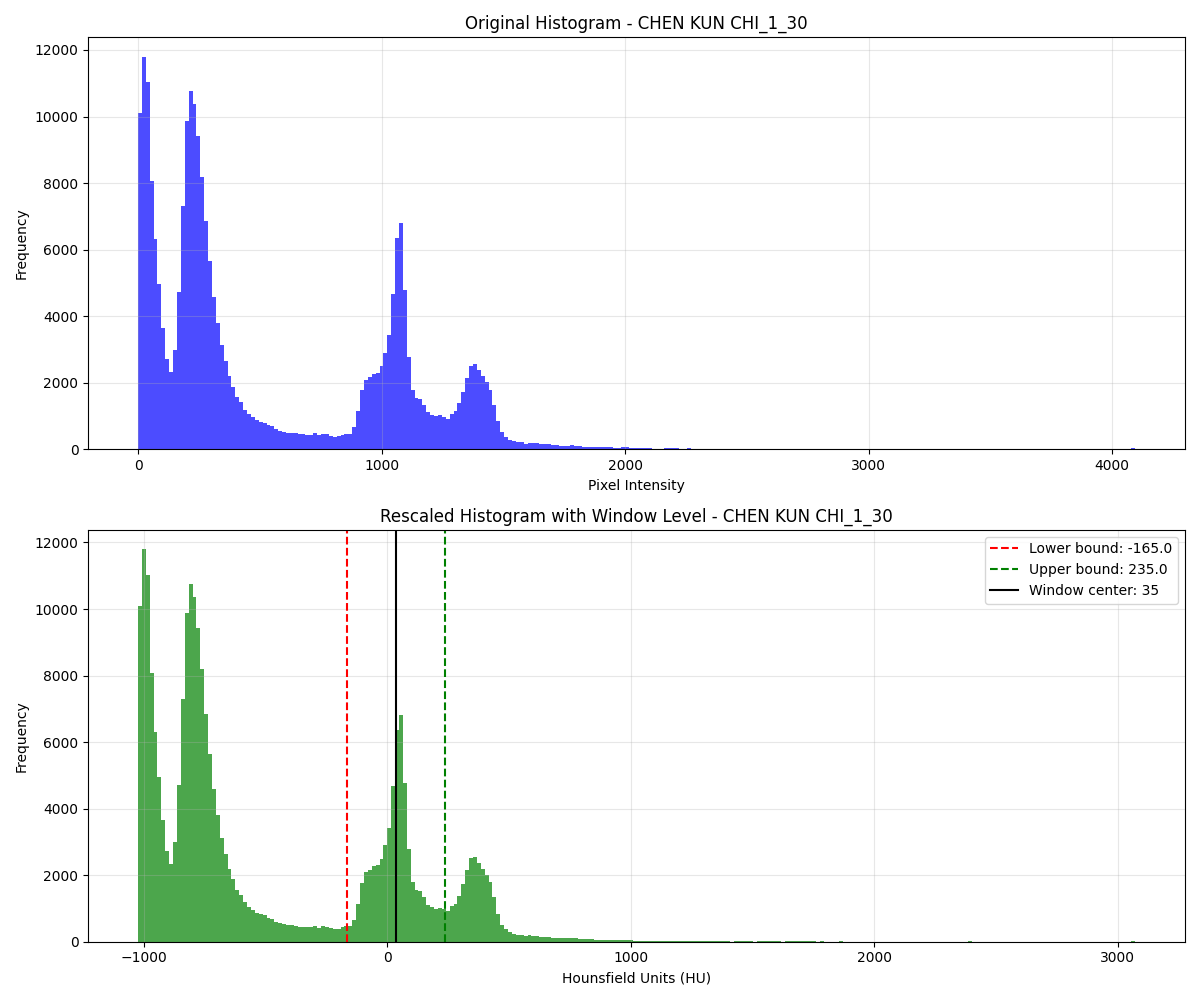 Original Histogram - CHEN KUN CHI_1_30
12000
10000
8000
6000
4000
2000
0
Frequency
0 1000 2000 3000 4000
Pixel Intensity
Rescaled Histogram with Window Level - CHEN KUN CHI_1_30
12000
10000
8000
6000
4000
2000
0
Frequency
Lower bound: -165.0
Upper bound: 235.0
Window center: 35
−1000 0 1000 2000 3000
Hounsfield Units (HU)